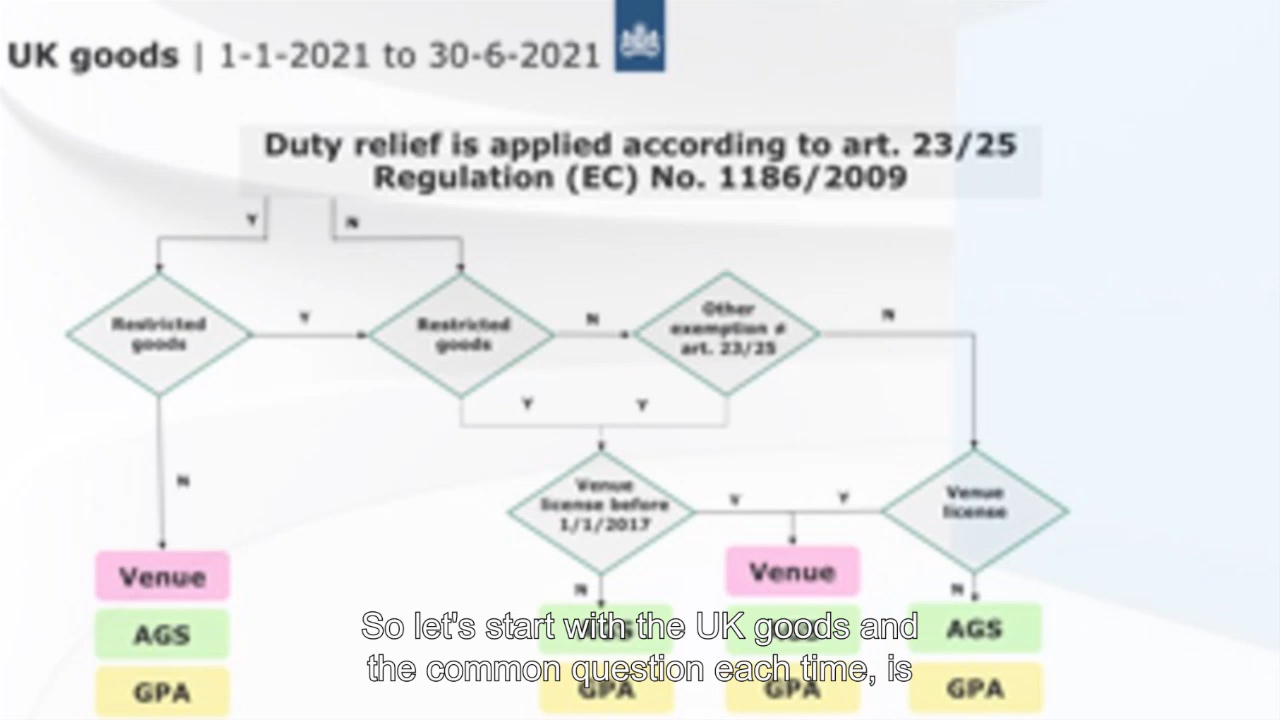 UK goods | 1-1-2021 to 30-6-2021
Duty relief is applied according to art. 23/25
Regulation (EC) No. 1186/2009
Y
N
Restricted
goods
Y
Restricted
goods
N
Other
exemption ≠
art. 23/25
N
Y
Y
N
Venue
license before
1/1/2017
Y
Y
Venue
license
N
N
Venue
AGS
GPA
GPA
Venue
GPA
AGS
GPA
So let's start with the UK goods and
the common question each time, is